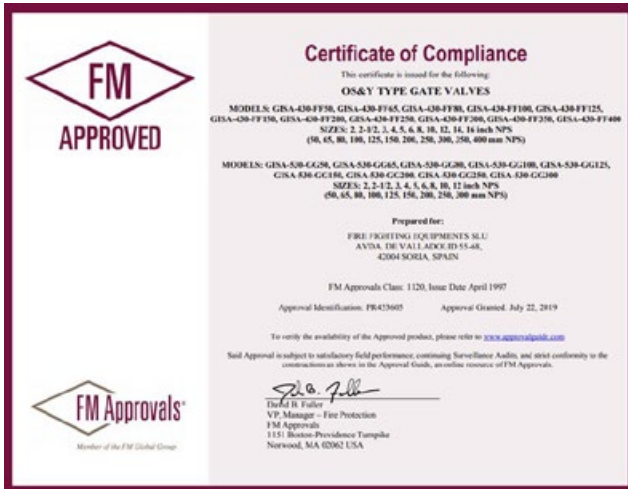 FM
APPROVED
Certificate of Compliance
This certificate is issued for the following:
OS&Y TYPE GATE VALVES
MODELS: GISA-430-FF50, GISA-430-FF65, GISA-430-FF80, GISA-430-FF100, GISA-430-FF125,
GISA-430-FF150, GISA-430-FF200, GISA-430-FF250, GISA-430-FF300, GISA-430-FF350, GISA-430-FF400
SIZES: 2, 2-1/2, 3, 4, 5, 6, 8, 10, 12, 14, 16 inch NPS
(50, 65, 80, 100, 125, 150, 200, 250, 300, 350, 400 mm NPS)
MODELS: GISA-530-GG50, GISA-530-GG65, GISA-530-GG80, GISA-530-GG100, GISA-530-GG125,
GISA-530-GG150, GISA-530-GG200, GISA-530-GG250, GISA-530-GG300
SIZES: 2, 2-1/2, 3, 4, 5, 6, 8, 10, 12 inch NPS
(50, 65, 80, 100, 125, 150, 200, 250, 300 mm NPS)
Prepared for:
FIRE FIGHTING EQUIPMENTS SLU
AVDA. DE VALLADOLID 55-68,
42004 SORIA, SPAIN
FM Approvals Class: 1120, Issue Date April 1997
Approval Identification: PR453605 Approval Granted: July 22, 2019
To verify the availability of the Approved product, please refer to www.approvalguide.com
Said Approval is subject to satisfactory field performance, continuing Surveillance Audits, and strict conformity to the
constructions as shown in the Approval Guide, an online resource of FM Approvals.
David B. Fuller
VP, Manager – Fire Protection
FM Approvals
1151 Boston-Providence Turnpike
Norwood, MA 02062 USA
FM Approvals®
Member of the FM Global Group